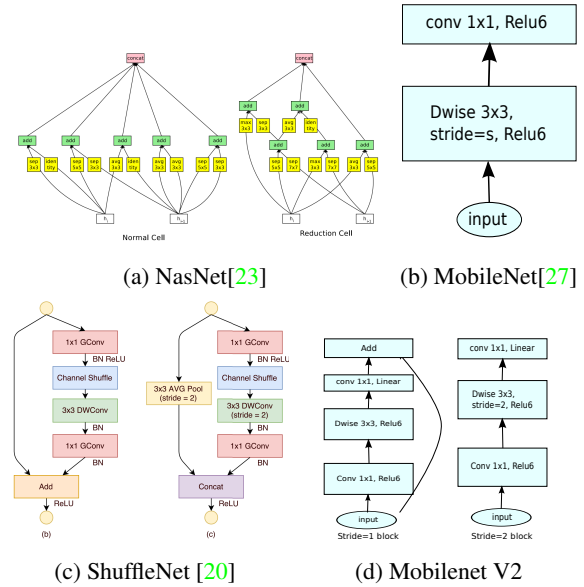 concat
add add add add add
sep 3x3 iden tity sep 5x5 sep 3x3 avg 3x3 iden tity avg 3x3 avg 3x3 sep 5x5 sep 3x3
h_i h_{i-1}
Normal Cell
concat
max 3x3 add sep 3x3 avg 3x3 add iden tity
add add add
sep 5x5 sep 7x7 max 3x3 sep 7x7 avg 3x3 sep 5x5
h_i h_{i-1}
Reduction Cell
(a) NasNet[23]
conv 1x1, Relu6
Dwise 3x3,
stride=s, Relu6
input
(b) MobileNet[27]
1x1 GConv
BN ReLU
Channel Shuffle
3x3 DWConv
BN
1x1 GConv
BN
Add
ReLU
(b)
1x1 GConv
BN ReLU
Channel Shuffle
3x3 AVG Pool
(stride = 2)
3x3 DWConv
(stride = 2)
BN
1x1 GConv
BN
Concat
ReLU
(c)
(c) ShuffleNet [20]
Add
conv 1x1, Linear
Dwise 3x3, Relu6
Conv 1x1, Relu6
input
Stride=1 block
conv 1x1, Linear
Dwise 3x3,
stride=2, Relu6
Conv 1x1, Relu6
input
Stride=2 block
(d) Mobilenet V2